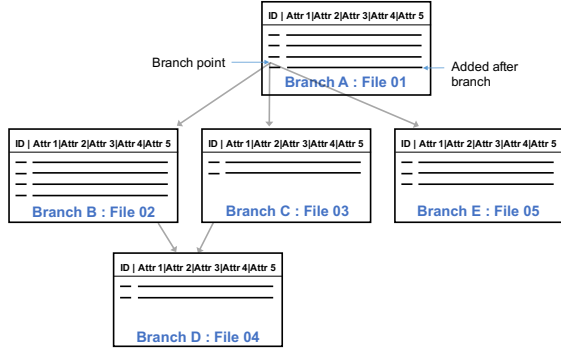 ID | Attr 1|Attr 2|Attr 3|Attr 4|Attr 5
Branch point
Added after
branch
Branch A : File 01
ID | Attr 1|Attr 2|Attr 3|Attr 4|Attr 5
Branch B : File 02
ID | Attr 1|Attr 2|Attr 3|Attr 4|Attr 5
Branch C : File 03
ID | Attr 1|Attr 2|Attr 3|Attr 4|Attr 5
Branch E : File 05
ID | Attr 1|Attr 2|Attr 3|Attr 4|Attr 5
Branch D : File 04